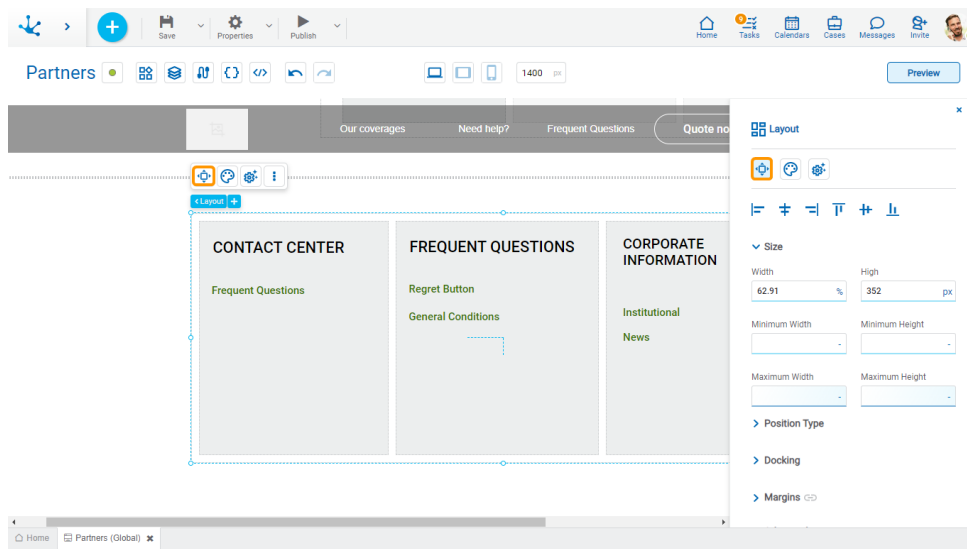 Save
Properties
Publish
Home
9
Tasks
Calendars
Cases
Messages
Invite
Partners
1400 px
Preview
Our coverages
Need help?
Frequent Questions
Quote no
Layout
Layout
CONTACT CENTER
Frequent Questions
FREQUENT QUESTIONS
Regret Button
General Conditions
CORPORATE
INFORMATION
Institutional
News
Size
Width
High
62.91 %
352 px
Minimum Width
Minimum Height
-
-
Maximum Width
Maximum Height
-
-
Position Type
Docking
Margins
Home
Partners (Global)